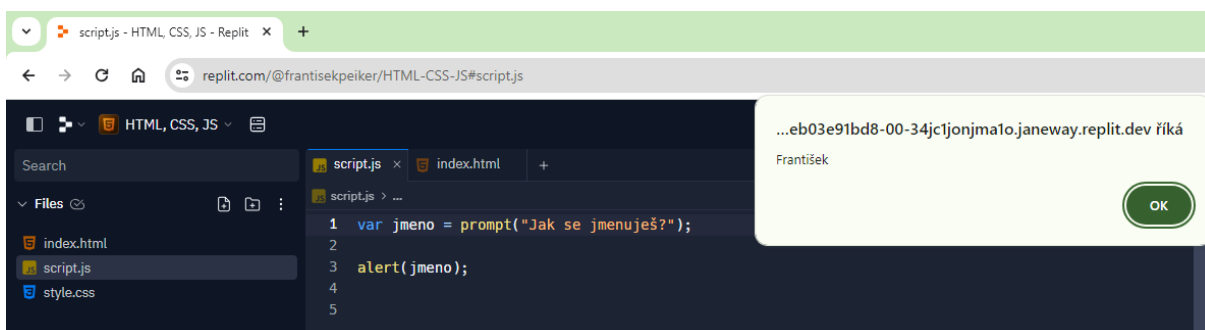 script.js - HTML, CSS, JS - Replit
replit.com/@frantisekpeiker/HTML-CSS-JS#script.js
HTML, CSS, JS
Search
Files
index.html
script.js
style.css
script.js
index.html
script.js > ...
1 var jmeno = prompt("Jak se jmenuješ?");
2
3 alert(jmeno);
4
5
...eb03e91bd8-00-34jc1jonjma1o.janeway.replit.dev říká
František
OK